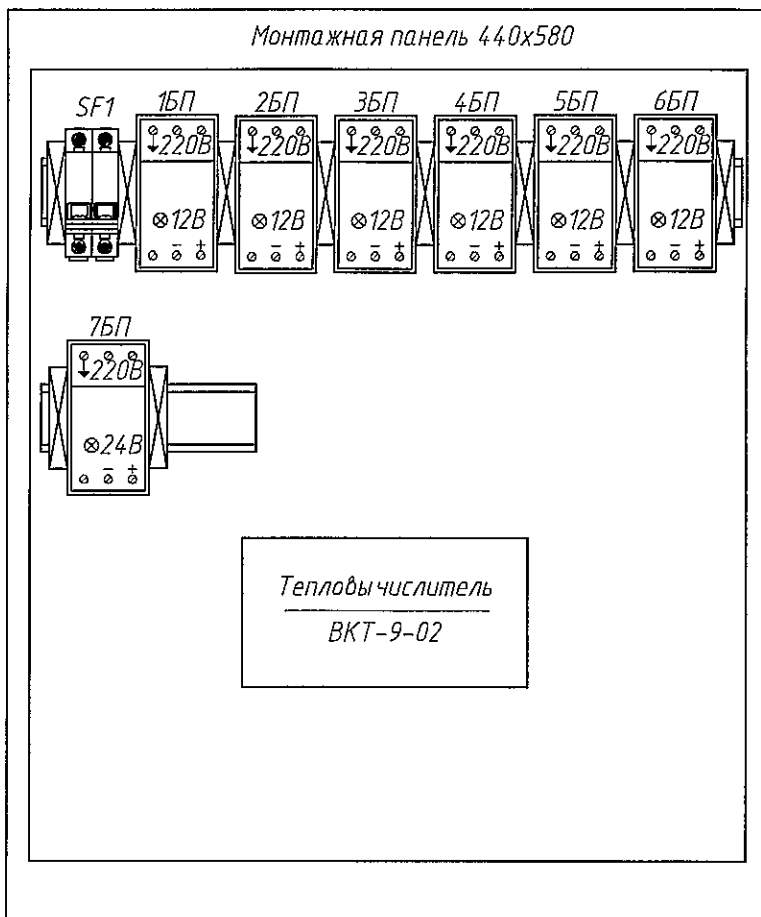 Монтажная панель 440х580
SF1 1БП 2БП 3БП 4БП 5БП 6БП
220В 220В 220В 220В 220В 220В
12В 12В 12В 12В 12В 12В
− + − + − + − + − + − +
7БП
220В
24В
− +
Тепловычислитель
ВКТ-9-02